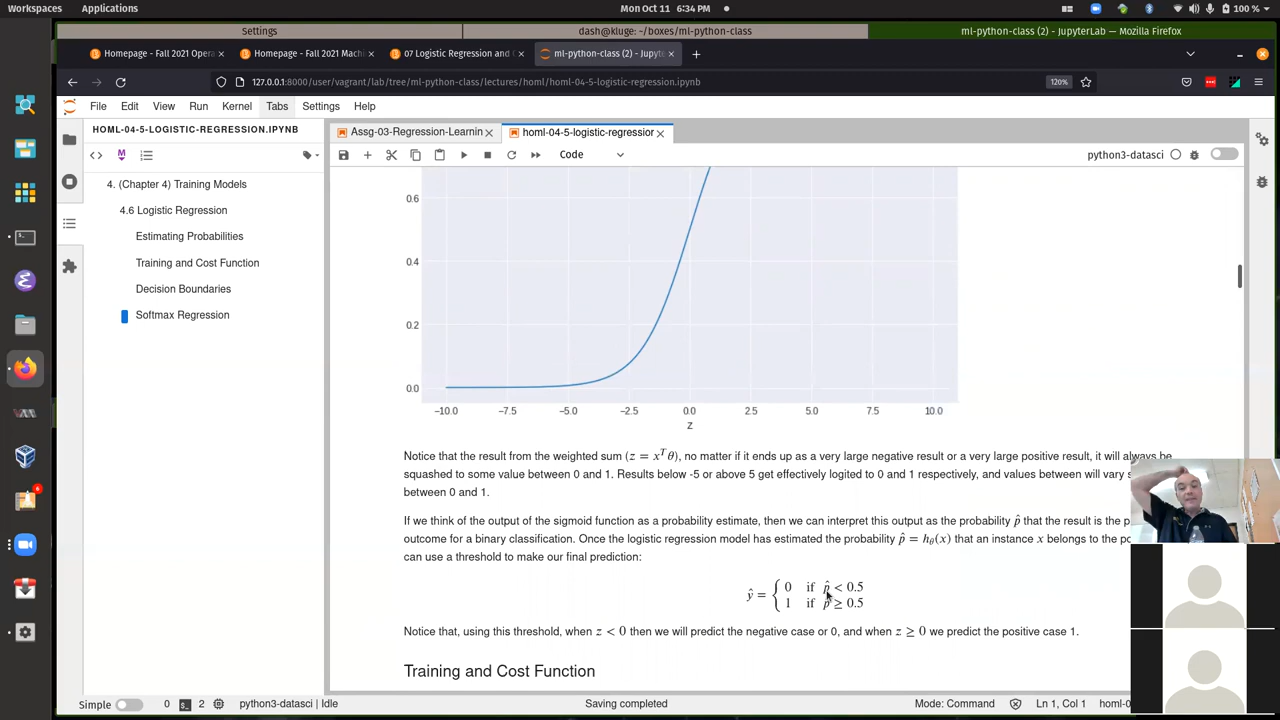 Workspaces Applications Mon Oct 11 6:34 PM 100 %
Settings dash@kluge: ~/boxes/ml-python-class ml-python-class (2) - JupyterLab — Mozilla Firefox
Homepage - Fall 2021 Opera Homepage - Fall 2021 Machi 07 Logistic Regression and C ml-python-class (2) - Jupyte
127.0.0.1:8000/user/vagrant/lab/tree/ml-python-class/lectures/homl/homl-04-5-logistic-regression.ipynb 120%
File Edit View Run Kernel Tabs Settings Help
HOML-04-5-LOGISTIC-REGRESSION.IPYNB
Assg-03-Regression-Learnin homl-04-5-logistic-regression
Code python3-datasci
4. (Chapter 4) Training Models
4.6 Logistic Regression
Estimating Probabilities
Training and Cost Function
Decision Boundaries
Softmax Regression
0.6
0.4
0.2
0.0
−10.0 −7.5 −5.0 −2.5 0.0 2.5 5.0 7.5 10.0
z
Notice that the result from the weighted sum (z = x^T θ), no matter if it ends up as a very large negative result or a very large positive result, it will always be
squashed to some value between 0 and 1. Results below -5 or above 5 get effectively logited to 0 and 1 respectively, and values between will vary
between 0 and 1.
If we think of the output of the sigmoid function as a probability estimate, then we can interpret this output as the probability p̂ that the result is the
outcome for a binary classification. Once the logistic regression model has estimated the probability p̂ = hθ(x) that an instance x belongs to the
can use a threshold to make our final prediction:
ŷ = { 0 if p̂ < 0.5
1 if p̂ ≥ 0.5
Notice that, using this threshold, when z < 0 then we will predict the negative case or 0, and when z ≥ 0 we predict the positive case 1.
Training and Cost Function
Simple 0 2 python3-datasci | Idle Saving completed Mode: Command Ln 1, Col 1